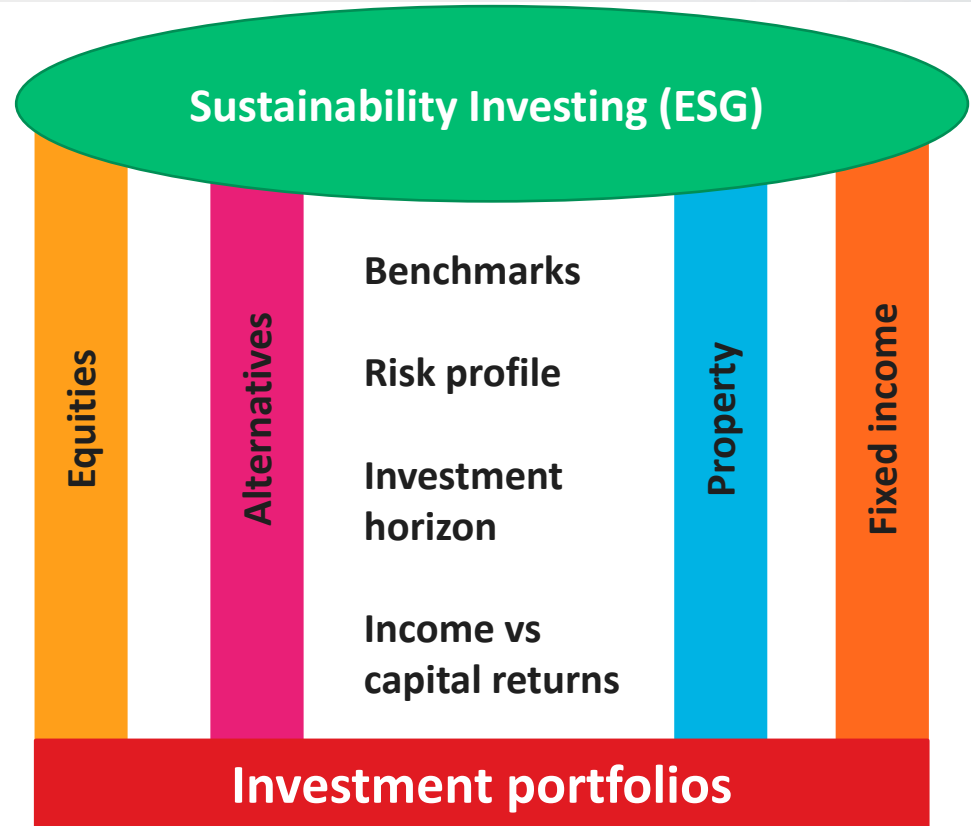 Sustainability Investing (ESG)
Equities
Alternatives
Benchmarks
Risk profile
Investment
horizon
Income vs
capital returns
Property
Fixed income
Investment portfolios